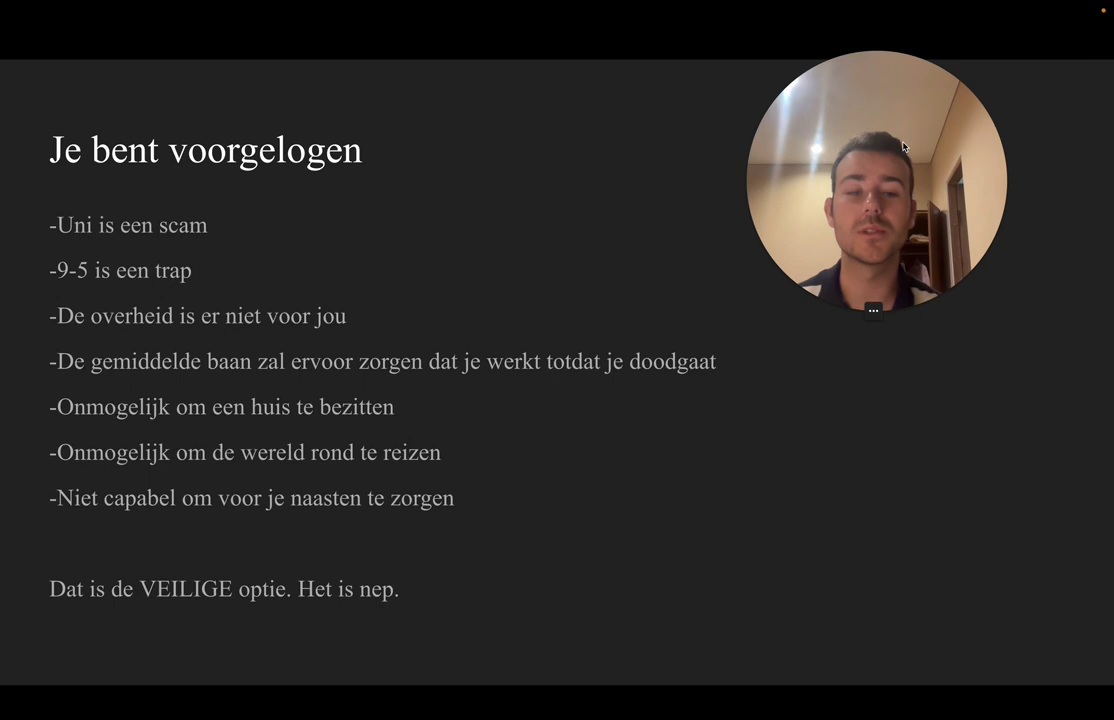 Je bent voorgelogen
-Uni is een scam
-9-5 is een trap
-De overheid is er niet voor jou
-De gemiddelde baan zal ervoor zorgen dat je werkt totdat je doodgaat
-Onmogelijk om een huis te bezitten
-Onmogelijk om de wereld rond te reizen
-Niet capabel om voor je naasten te zorgen
Dat is de VEILIGE optie. Het is nep.